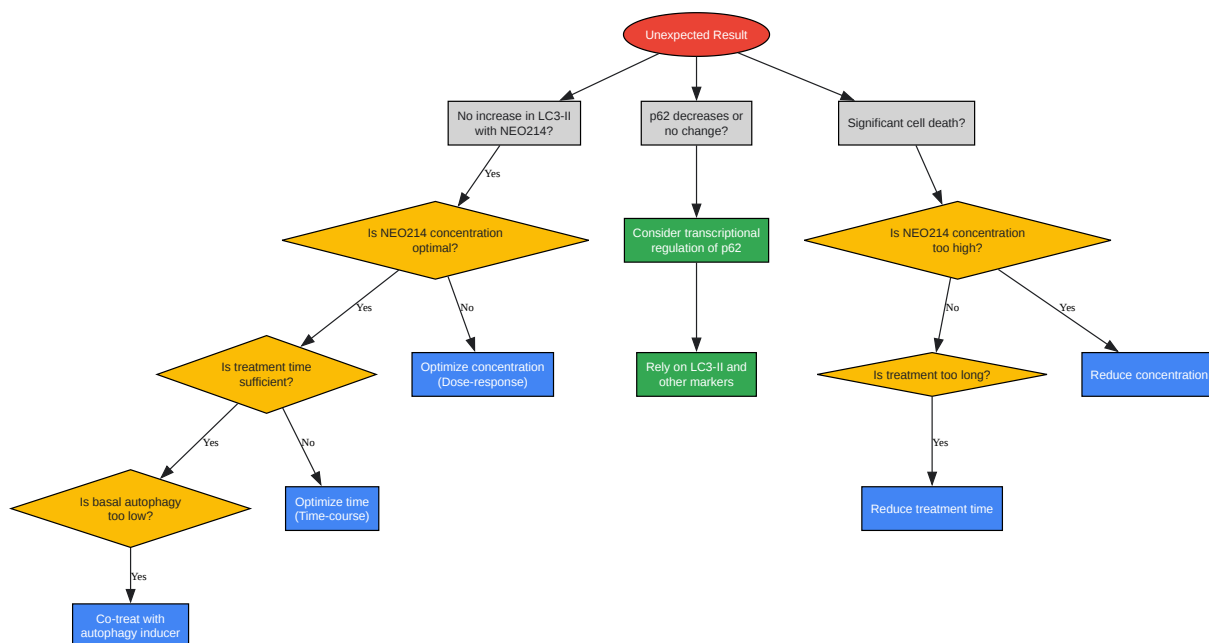 Unexpected Result
No increase in LC3-II
with NEO214?
p62 decreases or
no change?
Significant cell death?
Yes
Is NEO214 concentration
optimal?
Consider transcriptional
regulation of p62
Is NEO214 concentration
too high?
Yes
No
No
Yes
Is treatment time
sufficient?
Optimize concentration
(Dose-response)
Rely on LC3-II and
other markers
Is treatment too long?
Reduce concentration
Yes
No
Yes
Is basal autophagy
too low?
Optimize time
(Time-course)
Reduce treatment time
Yes
Co-treat with
autophagy inducer